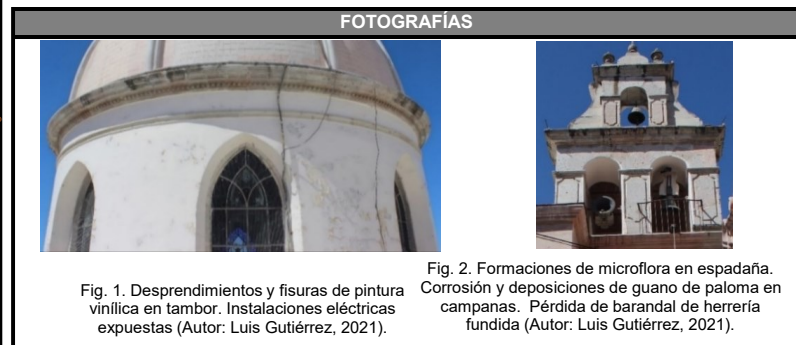 FOTOGRAFÍAS
Fig. 1. Desprendimientos y fisuras de pintura
vinílica en tambor. Instalaciones eléctricas
expuestas (Autor: Luis Gutiérrez, 2021).
Fig. 2. Formaciones de microflora en espadaña.
Corrosión y deposiciones de guano de paloma en
campanas. Pérdida de barandal de herrería
fundida (Autor: Luis Gutiérrez, 2021).